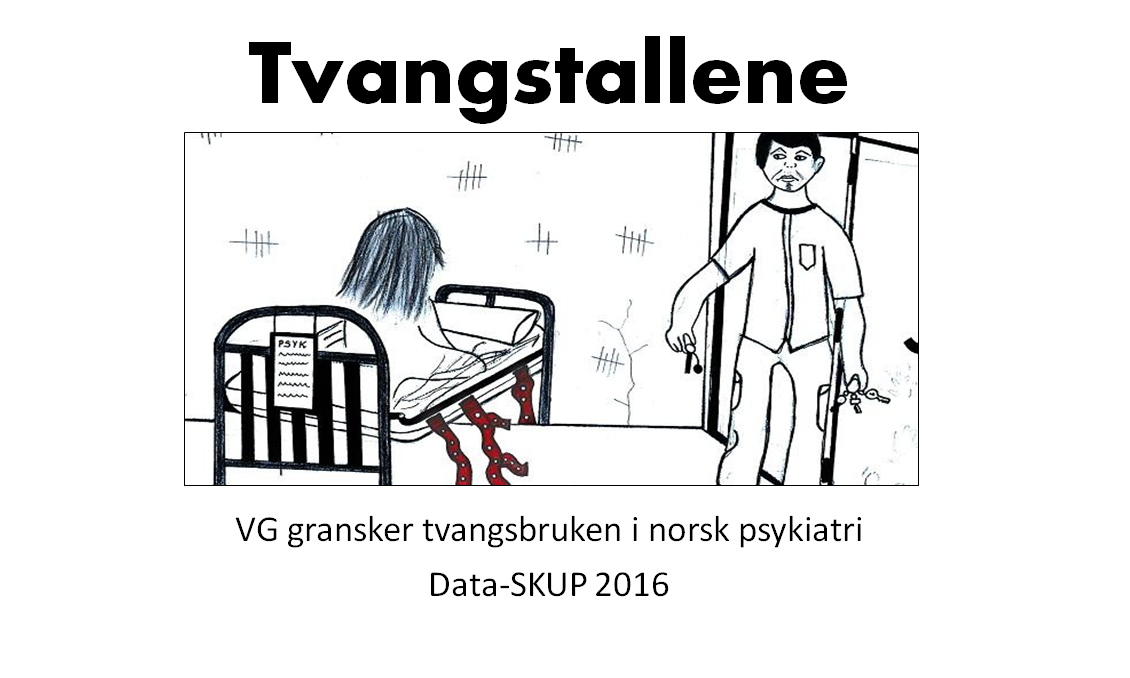 Tvangstallene
PSYK
VG gransker tvangsbruken i norsk psykiatri
Data-SKUP 2016